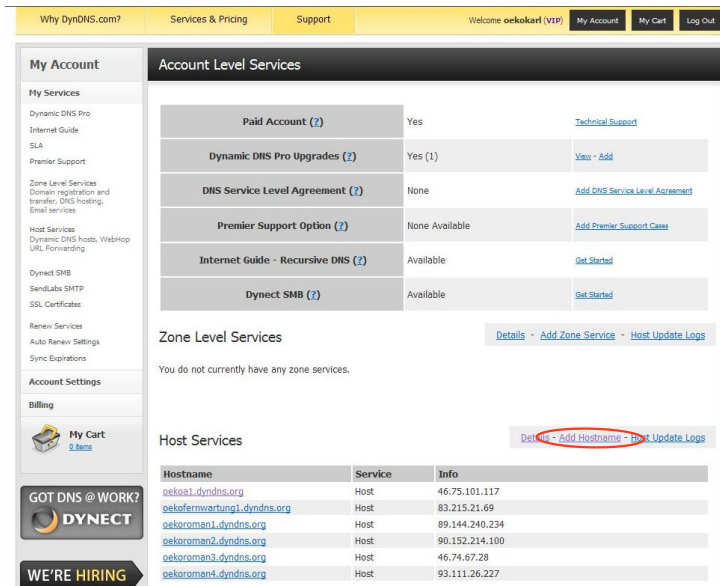 Why DynDNS.com? Services & Pricing Support Welcome oekokarl (VIP) My Account My Cart Log Out
My Account
My Services
Dynamic DNS Pro
Internet Guide
SLA
Premier Support
Zone Level Services
Domain registration and
transfer, DNS hosting,
Email services
Host Services
Dynamic DNS hosts, WebHop
URL Forwarding
Dynect SMB
SendLabs SMTP
SSL Certificates
Renew Services
Auto Renew Settings
Sync Expirations
Account Settings
Billing
My Cart
0 items
GOT DNS @ WORK?
DYNECT
WE'RE HIRING
Account Level Services
Paid Account (?) Yes Technical Support
Dynamic DNS Pro Upgrades (?) Yes (1) View - Add
DNS Service Level Agreement (?) None Add DNS Service Level Agreement
Premier Support Option (?) None Available Add Premier Support Cases
Internet Guide - Recursive DNS (?) Available Get Started
Dynect SMB (?) Available Get Started
Zone Level Services Details - Add Zone Service - Host Update Logs
You do not currently have any zone services.
Host Services Details - Add Hostname - Host Update Logs
Hostname Service Info
oekoa1.dyndns.org Host 46.75.101.117
oekofernwartung1.dyndns.org Host 83.215.21.69
oekoroman1.dyndns.org Host 89.144.240.234
oekoroman2.dyndns.org Host 90.152.214.100
oekoroman3.dyndns.org Host 46.74.67.28
oekoroman4.dyndns.org Host 93.111.26.227